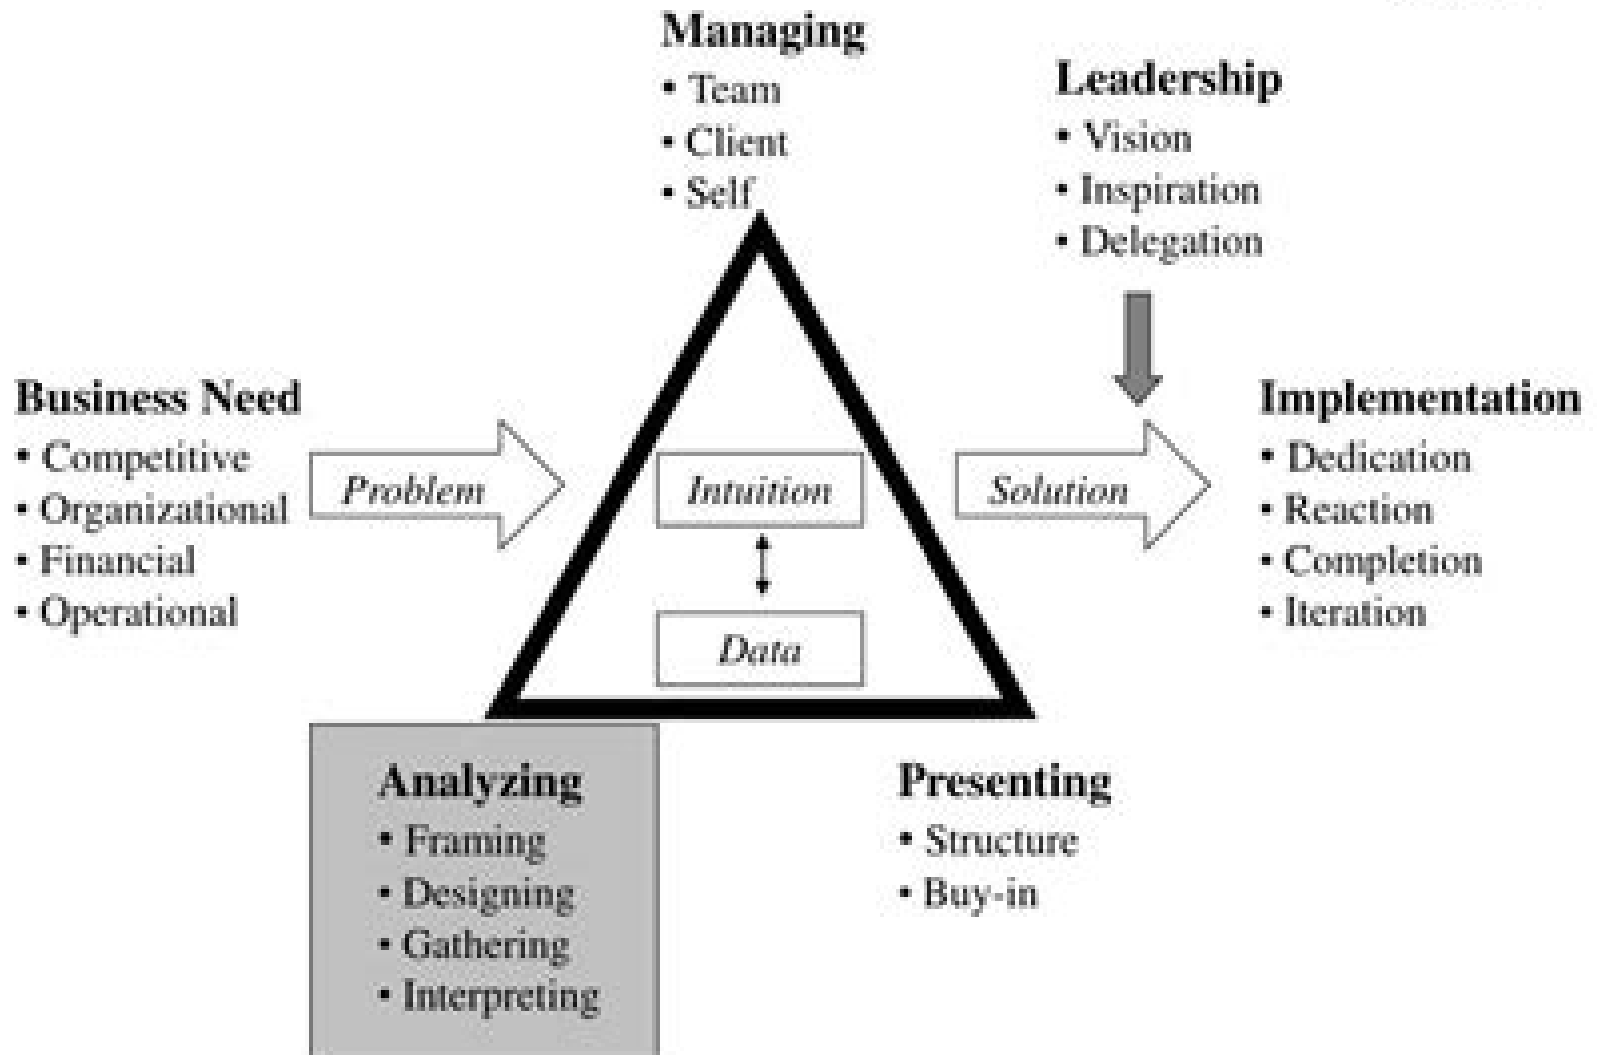 Managing
• Team
• Client
• Self
Leadership
• Vision
• Inspiration
• Delegation
Business Need
• Competitive
• Organizational
• Financial
• Operational
Problem
Intuition
Data
Solution
Implementation
• Dedication
• Reaction
• Completion
• Iteration
Analyzing
• Framing
• Designing
• Gathering
• Interpreting
Presenting
• Structure
• Buy-in